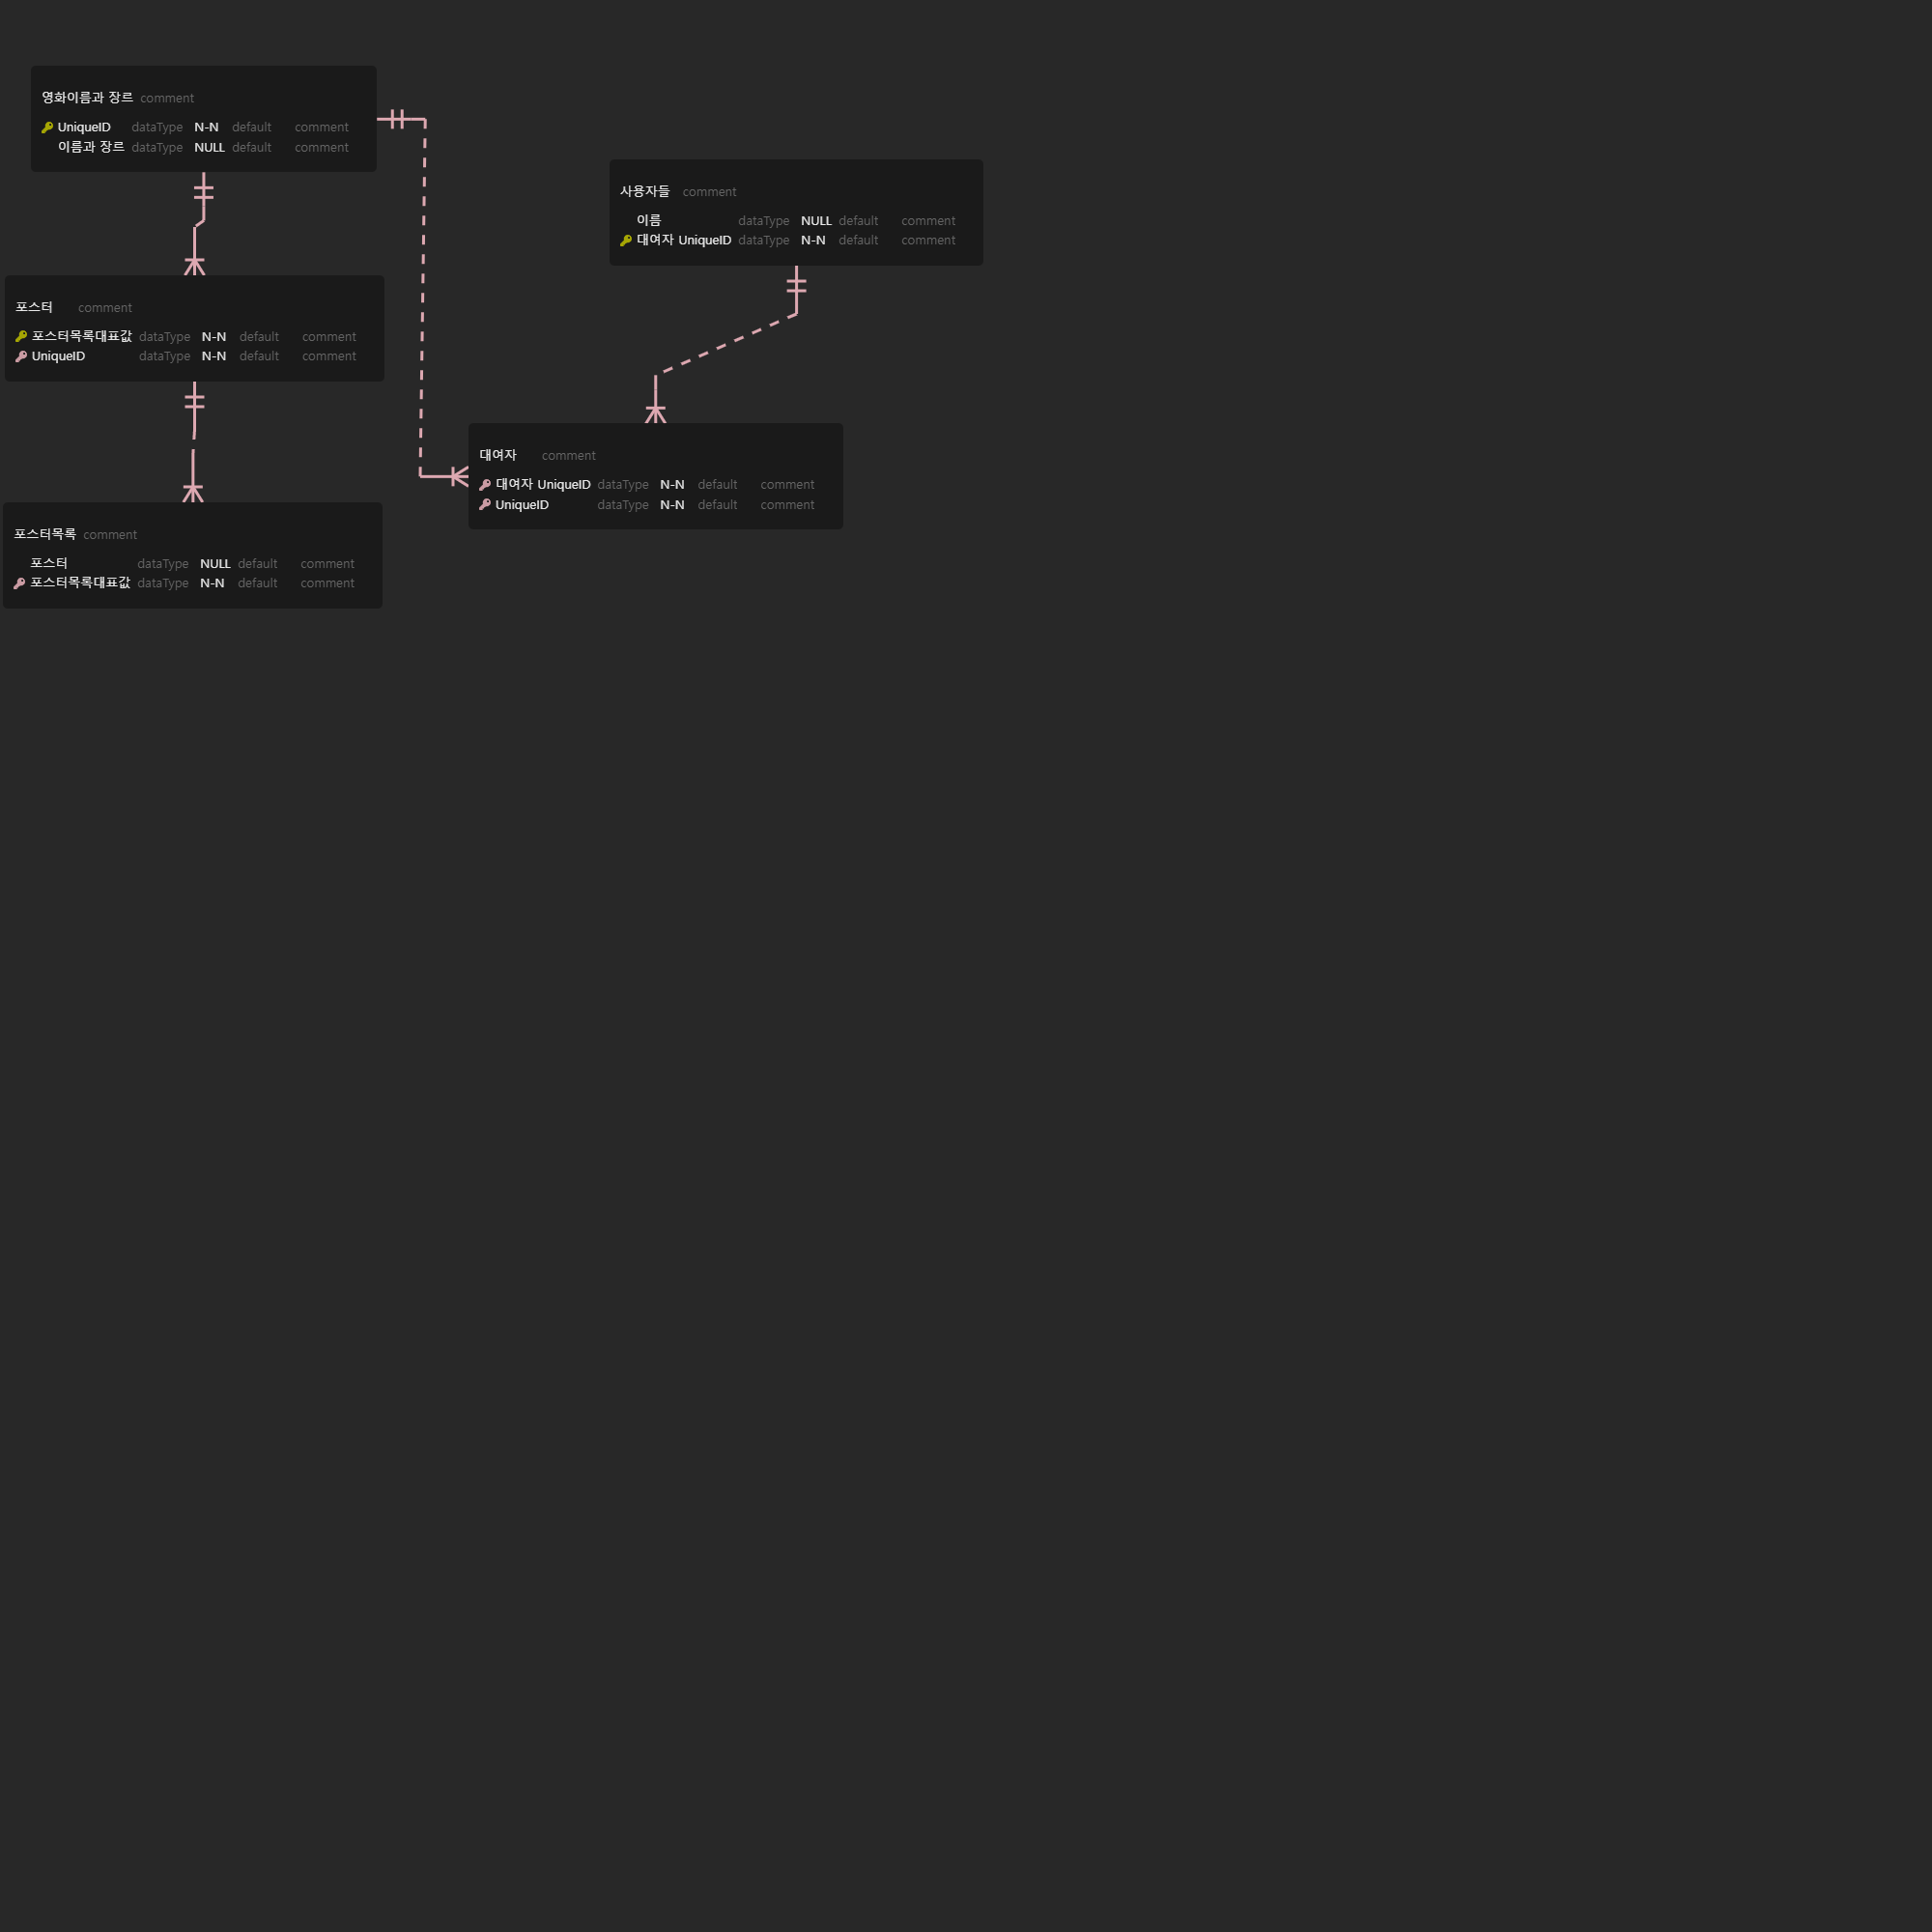 영화이름과 장르 comment
UniqueID dataType N-N default comment
이름과 장르 dataType NULL default comment
사용자들 comment
이름 dataType NULL default comment
대여자 UniqueID dataType N-N default comment
포스터 comment
포스터목록대표값 dataType N-N default comment
UniqueID dataType N-N default comment
대여자 comment
대여자 UniqueID dataType N-N default comment
UniqueID dataType N-N default comment
포스터목록 comment
포스터 dataType NULL default comment
포스터목록대표값 dataType N-N default comment